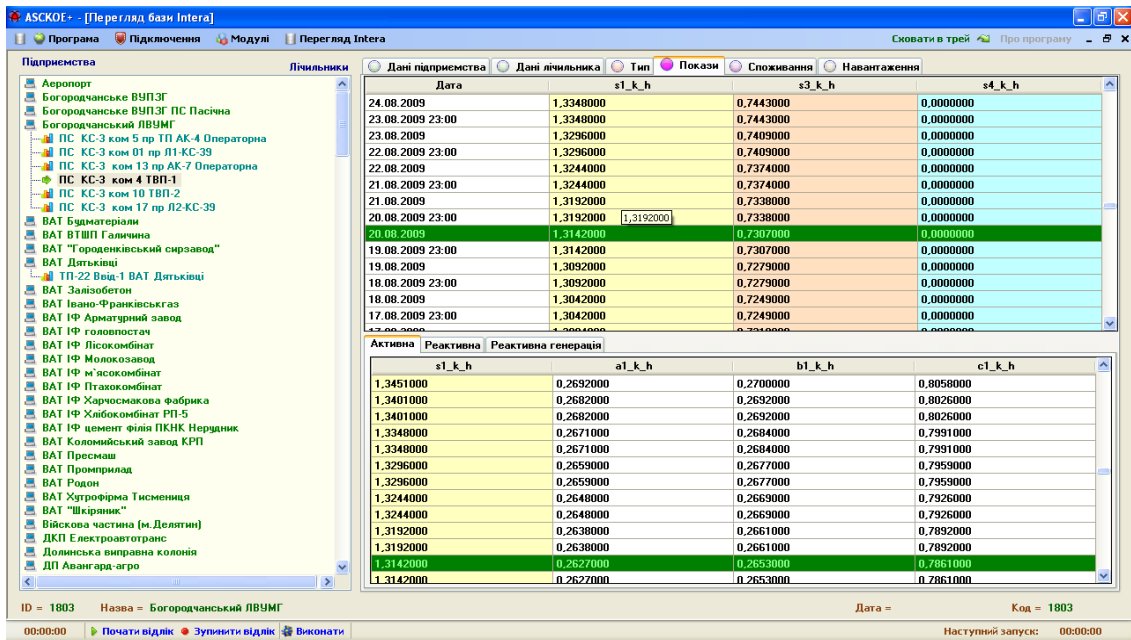 ASCKOE+ - [Перегляд бази Intera]
Програма Підключення Модулі Перегляд Intera Сховати в трей Про програму
Підприємства Лічильники
Аеропорт
Богородчанське ВУПЗГ
Богородчанське ВУПЗГ ПС Пасічна
Богородчанський ЛВУМГ
ПС КС-3 ком 5 пр ТП АК-4 Операторна
ПС КС-3 ком 01 пр Л1-КС-39
ПС КС-3 ком 13 пр АК-7 Операторна
ПС КС-3 ком 4 ТВП-1
ПС КС-3 ком 10 ТВП-2
ПС КС-3 ком 17 пр Л2-КС-39
ВАТ Будматеріали
ВАТ ВТШП Галичина
ВАТ "Городенківський сирзавод"
ВАТ Дятьківці
ТП-22 Ввід-1 ВАТ Дятьківці
ВАТ Залізобетон
ВАТ Івано-Франківськгаз
ВАТ ІФ Арматурний завод
ВАТ ІФ головпостач
ВАТ ІФ Лісокомбінат
ВАТ ІФ Молокозавод
ВАТ ІФ м`ясокомбінат
ВАТ ІФ Птахокомбінат
ВАТ ІФ Харчосмакова фабрика
ВАТ ІФ Хлібокомбінат РП-5
ВАТ ІФ цемент філія ПКНК Нерудник
ВАТ Коломийський завод КРП
ВАТ Пресмаш
ВАТ Промприлад
ВАТ Родон
ВАТ Хутрофірма Тисмениця
ВАТ "Шкіряник"
Війскова частина (м.Делятин)
ДКП Електроавтотранс
Долинська виправна колонія
ДП Авангард-агро
Дані підприємства Дані лічильника Тип Покази Споживання Навантаження
Дата s1_k_h s3_k_h s4_k_h
24.08.2009 1,3348000 0,7443000 0,0000000
23.08.2009 23:00 1,3348000 0,7443000 0,0000000
23.08.2009 1,3296000 0,7409000 0,0000000
22.08.2009 23:00 1,3296000 0,7409000 0,0000000
22.08.2009 1,3244000 0,7374000 0,0000000
21.08.2009 23:00 1,3244000 0,7374000 0,0000000
21.08.2009 1,3192000 0,7338000 0,0000000
20.08.2009 23:00 1,3192000 1,3192000 0,7338000 0,0000000
20.08.2009 1,3142000 0,7307000 0,0000000
19.08.2009 23:00 1,3142000 0,7307000 0,0000000
19.08.2009 1,3092000 0,7279000 0,0000000
18.08.2009 23:00 1,3092000 0,7279000 0,0000000
18.08.2009 1,3042000 0,7249000 0,0000000
17.08.2009 23:00 1,3042000 0,7249000 0,0000000
Активна Реактивна Реактивна генерація
s1_k_h a1_k_h b1_k_h c1_k_h
1,3451000 0,2692000 0,2700000 0,8058000
1,3401000 0,2682000 0,2692000 0,8026000
1,3401000 0,2682000 0,2692000 0,8026000
1,3348000 0,2671000 0,2684000 0,7991000
1,3348000 0,2671000 0,2684000 0,7991000
1,3296000 0,2659000 0,2677000 0,7959000
1,3296000 0,2659000 0,2677000 0,7959000
1,3244000 0,2648000 0,2669000 0,7926000
1,3244000 0,2648000 0,2669000 0,7926000
1,3192000 0,2638000 0,2661000 0,7892000
1,3192000 0,2638000 0,2661000 0,7892000
1,3142000 0,2627000 0,2653000 0,7861000
1,3142000 0,2627000 0,2653000 0,7861000
ID = 1803 Назва = Богородчанський ЛВУМГ Дата = Код = 1803
00:00:00 Почати відлік Зупинити відлік Виконати Наступний запуск: 00:00:00